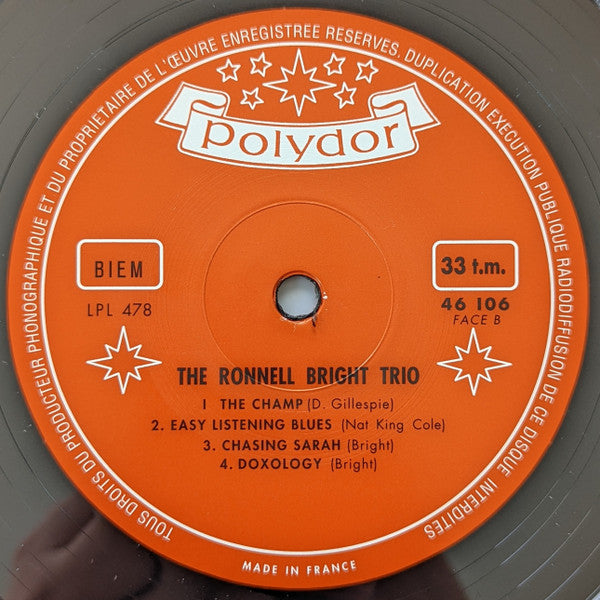 TOUS DROITS DU PRODUCTEUR PHONOGRAPHIQUE ET DU PROPRIETAIRE DE L'ŒUVRE ENREGISTREE RESERVES. DUPLICATION EXECUTION PUBLIQUE RADIODIFFUSION DE CE DISQUE INTERDITES
Polydor
BIEM
LPL 478
33 t.m.
46 106
FACE B
THE RONNELL BRIGHT TRIO
1 THE CHAMP (D. Gillespie)
2. EASY LISTENING BLUES (Nat King Cole)
3. CHASING SARAH (Bright)
4. DOXOLOGY (Bright)
MADE IN FRANCE